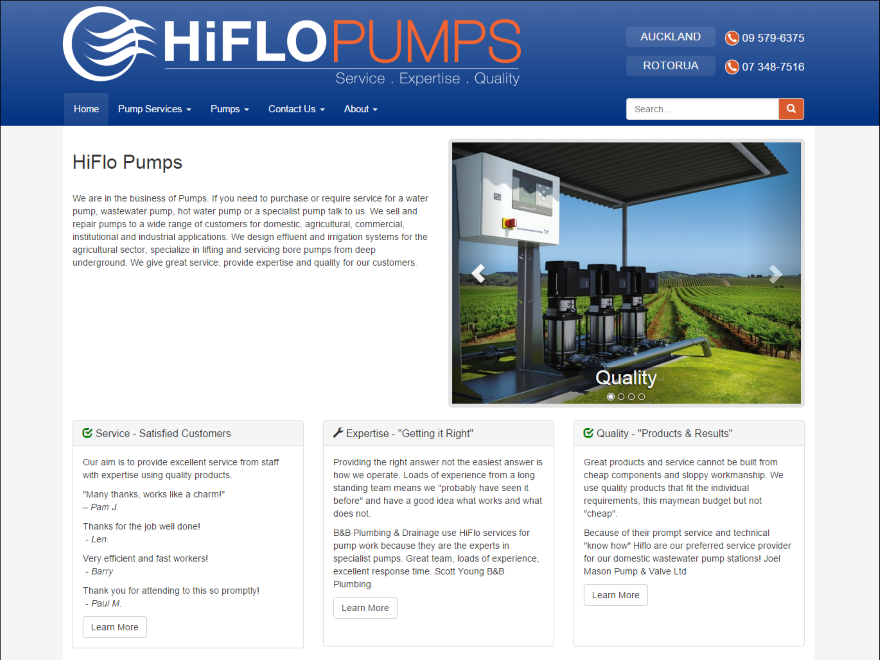 HiFLOPUMPS
Service . Expertise . Quality
AUCKLAND 09 579-6375
ROTORUA 07 348-7516
Home Pump Services Pumps Contact Us About
Search...
HiFlo Pumps
We are in the business of Pumps. If you need to purchase or require service for a water
pump, wastewater pump, hot water pump or a specialist pump talk to us. We sell and
repair pumps to a wide range of customers for domestic, agricultural, commercial,
institutional and industrial applications. We design effluent and irrigation systems for the
agricultural sector, specialize in lifting and servicing bore pumps from deep
underground. We give great service; provide expertise and quality for our customers.
Quality
Service - Satisfied Customers
Our aim is to provide excellent service from staff
with expertise using quality products.
"Many thanks, works like a charm!"
– Pam J.
Thanks for the job well done!
- Len.
Very efficient and fast workers!
- Barry
Thank you for attending to this so promptly!
- Paul M.
Learn More
Expertise - "Getting it Right"
Providing the right answer not the easiest answer is
how we operate. Loads of experience from a long
standing team means we "probably have seen it
before" and have a good idea what works and what
does not.
B&B Plumbing & Drainage use HiFlo services for
pump work because they are the experts in
specialist pumps. Great team, loads of experience,
excellent response time. Scott Young B&B
Plumbing.
Learn More
Quality - "Products & Results"
Great products and service cannot be built from
cheap components and sloppy workmanship. We
use quality products that fit the individual
requirements, this maymean budget but not
"cheap".
Because of their prompt service and technical
"know how" Hiflo are our preferred service provider
for our domestic wastewater pump stations! Joel
Mason Pump & Valve Ltd
Learn More